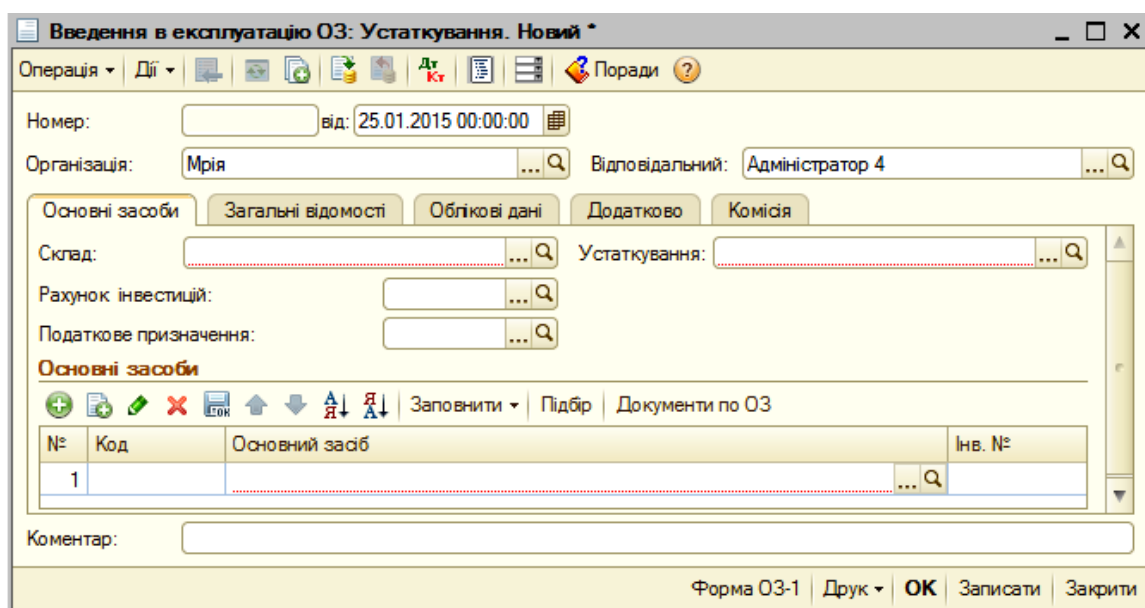 Введення в експлуатацію ОЗ: Устаткування. Новий *
Операція Дії Дт Кт Поради ?
Номер: від: 25.01.2015 00:00:00
Організація: Мрія ... Відповідальний: Адміністратор 4 ...
Основні засоби Загальні відомості Облікові дані Додатково Комісія
Склад: ... Устаткування: ...
Рахунок інвестицій: ...
Податкове призначення: ...
Основні засоби
А Я Я А Заповнити Підбір Документи по ОЗ
№ Код Основний засіб Інв. №
1 ...
Коментар:
Форма ОЗ-1 Друк OK Записати Закрити